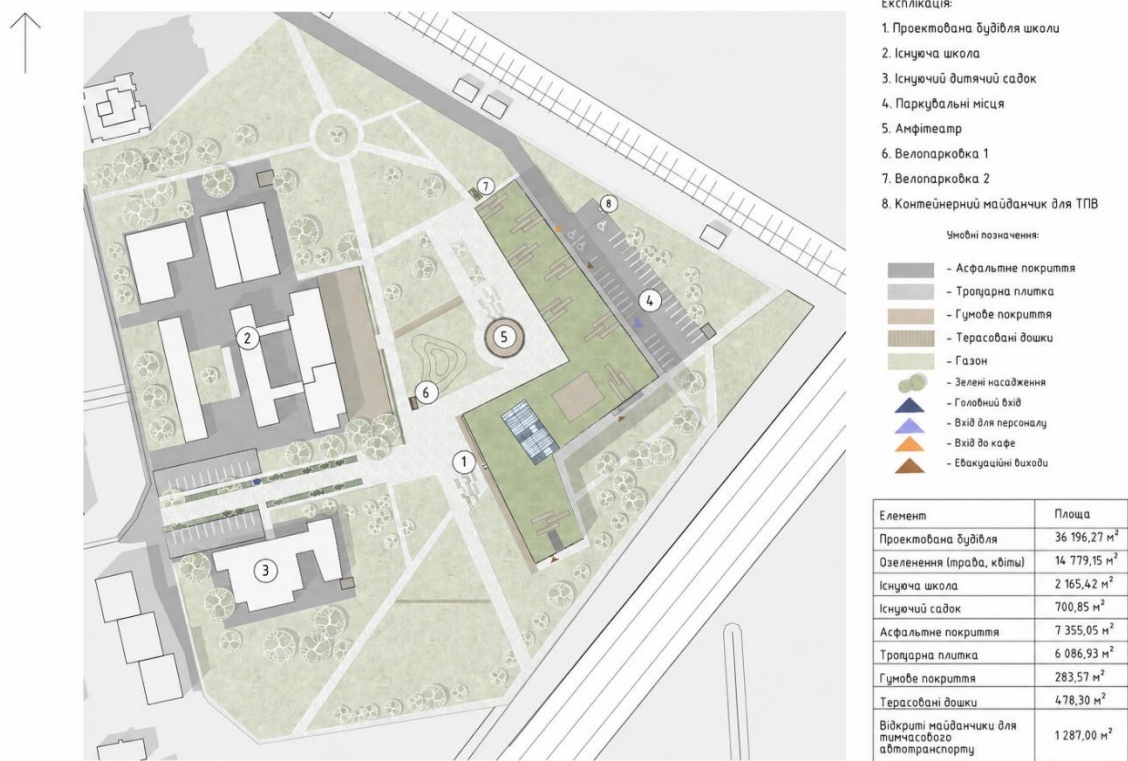 Експлікація:
1. Проектована будівля школи
2. Існуюча школа
3. Існуючий дитячий садок
4. Паркувальні місця
5. Амфітеатр
6. Велопарковка 1
7. Велопарковка 2
8. Контейнерний майданчик для ТПВ
Умовні позначення:
- Асфальтне покриття
- Тротуарна плитка
- Гумове покриття
- Терасовані дошки
- Газон
- Зелені насадження
- Головний вхід
- Вхід для персоналу
- Вхід до кафе
- Евакуаційні виходи
Елемент Площа
Проектована будівля 36 196,27 м²
Озеленення (трава, квіти) 14 779,15 м²
Існуюча школа 2 165,42 м²
Існуючий садок 700,85 м²
Асфальтне покриття 7 355,05 м²
Тротуарна плитка 6 086,93 м²
Гумове покриття 283,57 м²
Терасовані дошки 478,30 м²
Відкриті майданчики для
тимчасового
автотранспорту 1 287,00 м²
7
8
4
2
5
6
1
3